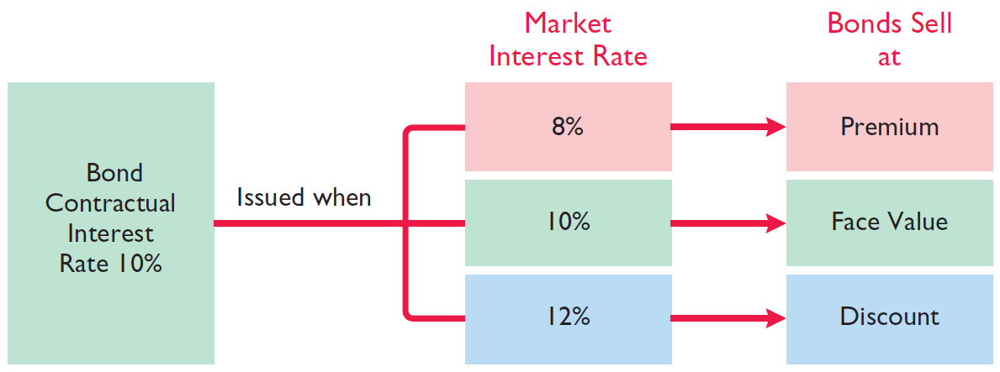 Market
Interest Rate
Bonds Sell
at
Bond
Contractual
Interest
Rate 10%
Issued when
8%
Premium
10%
Face Value
12%
Discount